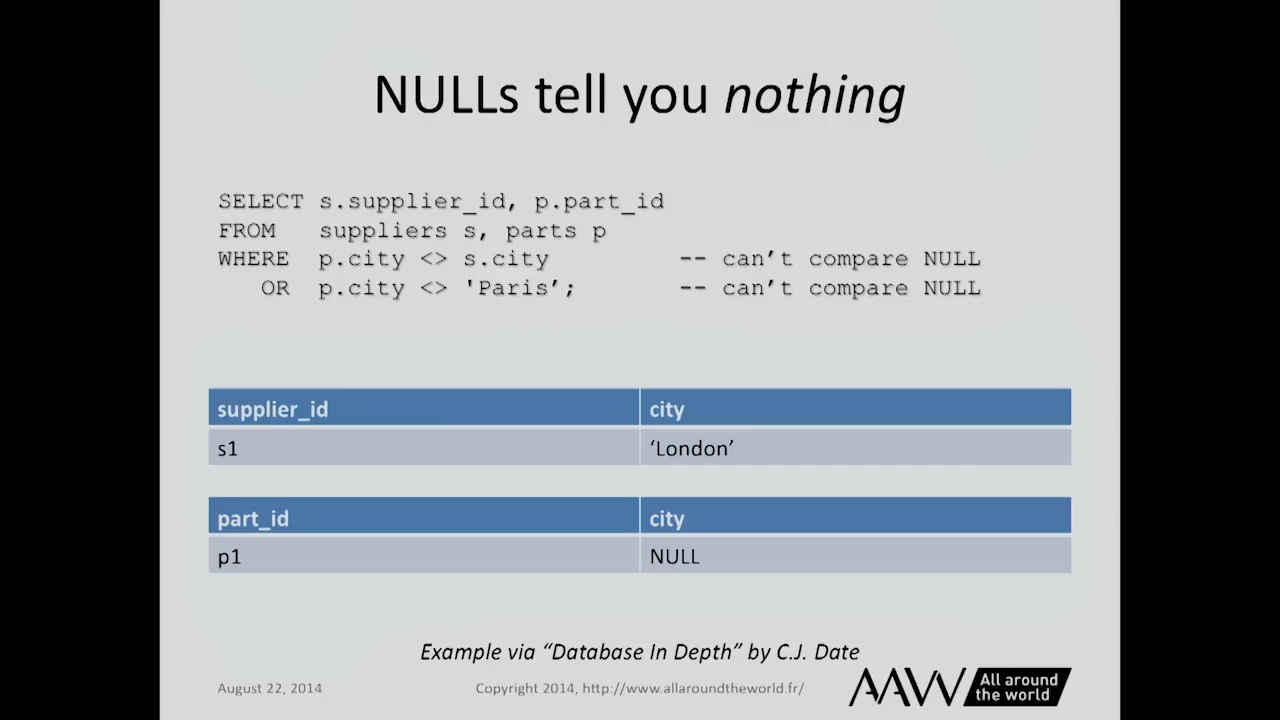 NULLs tell you nothing
SELECT s.supplier_id, p.part_id
FROM   suppliers s, parts p
WHERE  p.city <> s.city         -- can’t compare NULL
   OR  p.city <> 'Paris’;       -- can’t compare NULL
supplier_id city
s1 ‘London’
part_id city
p1 NULL
Example via “Database In Depth” by C.J. Date
August 22, 2014 Copyright 2014, http://www.allaroundtheworld.fr/ AAW All around
the world